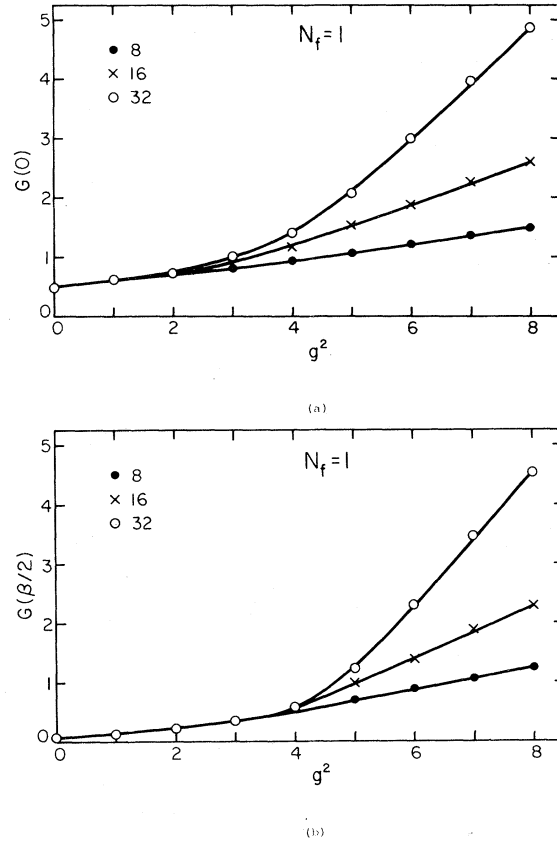 N_f = 1
● 8
× 16
○ 32
5
4
3
2
1
0
G(0)
0 2 4 6 8
g²
(a)
N_f = 1
● 8
× 16
○ 32
5
4
3
2
1
0
G(β/2)
0 2 4 6 8
g²
(b)